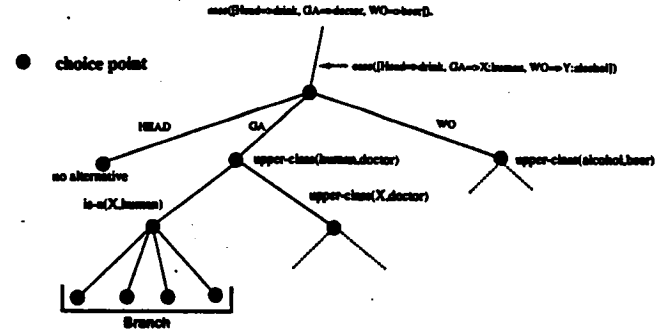 case([Head=>drink, GA=>doctor, WO=>beer]).
choice point
case([Head=>drink, GA=>X:human, WO=>Y:alcohol])
HEAD
GA
WO
no alternative
upper-class(human,doctor)
upper-class(alcohol,beer)
is-a(X,human)
upper-class(X,doctor)
Branch